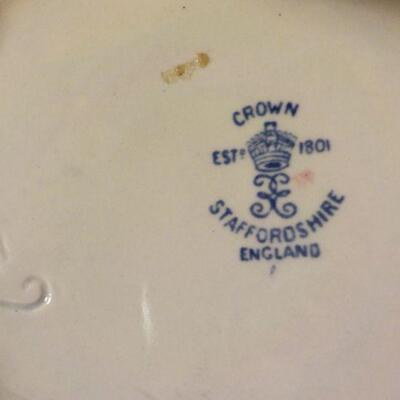 CROWN
ESTD 1801
STAFFORDSHIRE
ENGLAND